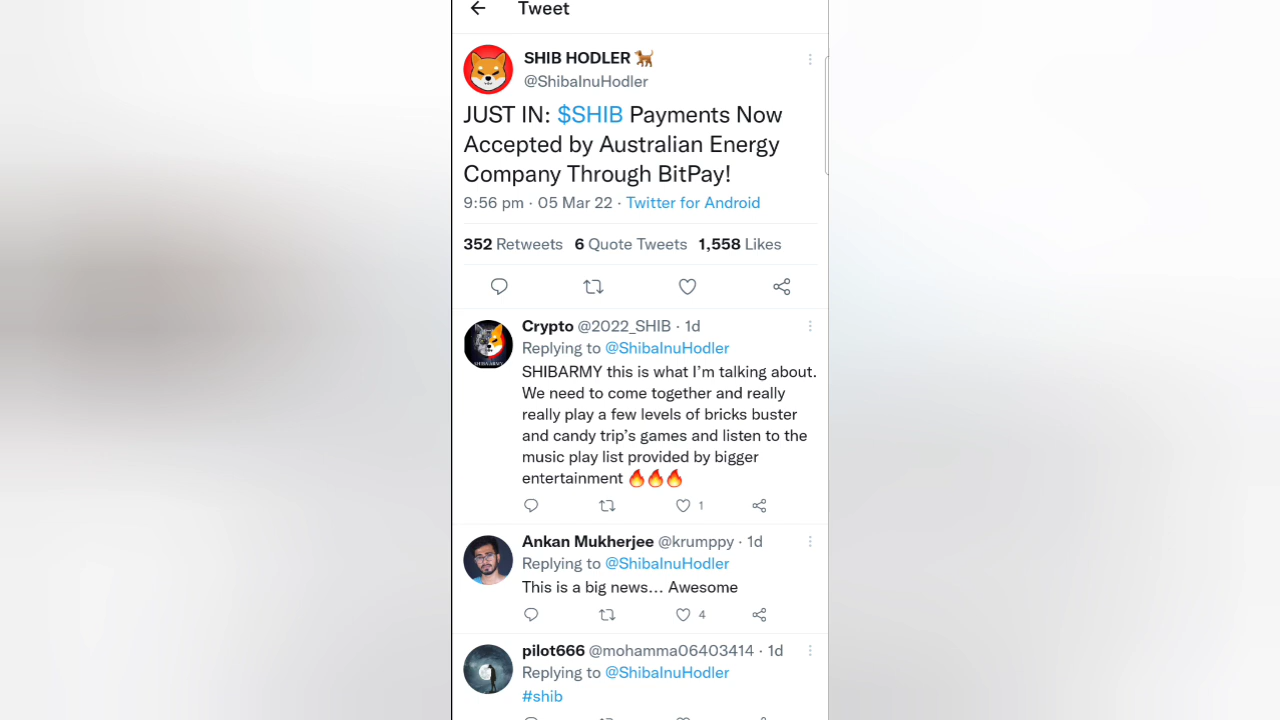 Tweet
SHIB HODLER 🐕
@ShibaInuHodler
JUST IN: $SHIB Payments Now
Accepted by Australian Energy
Company Through BitPay!
9:56 pm · 05 Mar 22 · Twitter for Android
352 Retweets 6 Quote Tweets 1,558 Likes
Crypto @2022_SHIB · 1d
Replying to @ShibaInuHodler
SHIBARMY this is what I'm talking about.
We need to come together and really
really play a few levels of bricks buster
and candy trip's games and listen to the
music play list provided by bigger
entertainment 🔥🔥🔥
1
Ankan Mukherjee @krumppy · 1d
Replying to @ShibaInuHodler
This is a big news... Awesome
4
pilot666 @mohamma06403414 · 1d
Replying to @ShibaInuHodler
#shib